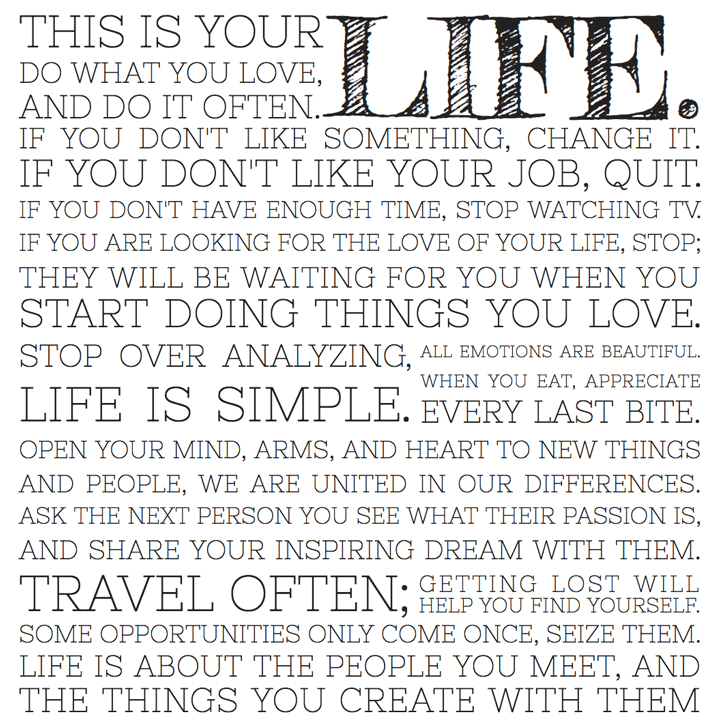 THIS IS YOUR LIFE.
DO WHAT YOU LOVE,
AND DO IT OFTEN.
IF YOU DON'T LIKE SOMETHING, CHANGE IT.
IF YOU DON'T LIKE YOUR JOB, QUIT.
IF YOU DON'T HAVE ENOUGH TIME, STOP WATCHING TV.
IF YOU ARE LOOKING FOR THE LOVE OF YOUR LIFE, STOP;
THEY WILL BE WAITING FOR YOU WHEN YOU
START DOING THINGS YOU LOVE.
STOP OVER ANALYZING,
LIFE IS SIMPLE.
ALL EMOTIONS ARE BEAUTIFUL.
WHEN YOU EAT, APPRECIATE
EVERY LAST BITE.
OPEN YOUR MIND, ARMS, AND HEART TO NEW THINGS
AND PEOPLE, WE ARE UNITED IN OUR DIFFERENCES.
ASK THE NEXT PERSON YOU SEE WHAT THEIR PASSION IS,
AND SHARE YOUR INSPIRING DREAM WITH THEM.
TRAVEL OFTEN;
GETTING LOST WILL
HELP YOU FIND YOURSELF.
SOME OPPORTUNITIES ONLY COME ONCE, SEIZE THEM.
LIFE IS ABOUT THE PEOPLE YOU MEET, AND
THE THINGS YOU CREATE WITH THEM